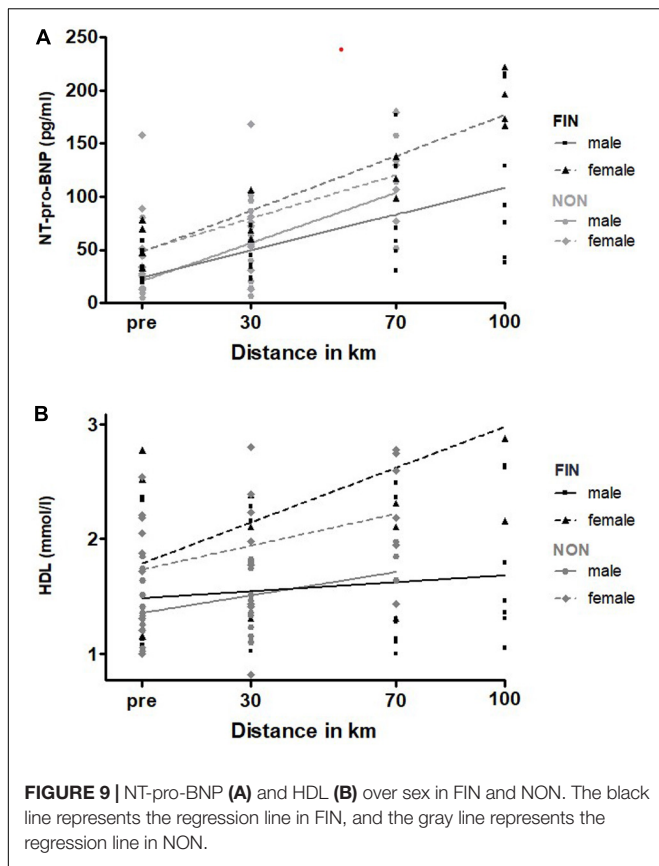 A
NT-pro-BNP (pg/ml)
250
200
150
100
50
0
pre 30 70 100
Distance in km
FIN
male
female
NON
male
female
B
HDL (mmol/l)
3
2
1
pre 30 70 100
Distance in km
FIN
male
female
NON
male
female
FIGURE 9 | NT-pro-BNP (A) and HDL (B) over sex in FIN and NON. The black
line represents the regression line in FIN, and the gray line represents the
regression line in NON.